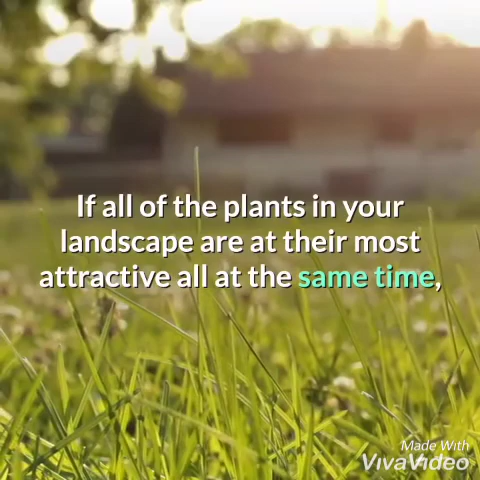 If all of the plants in your
landscape are at their most
attractive all at the same time,
Made With
VivaVideo